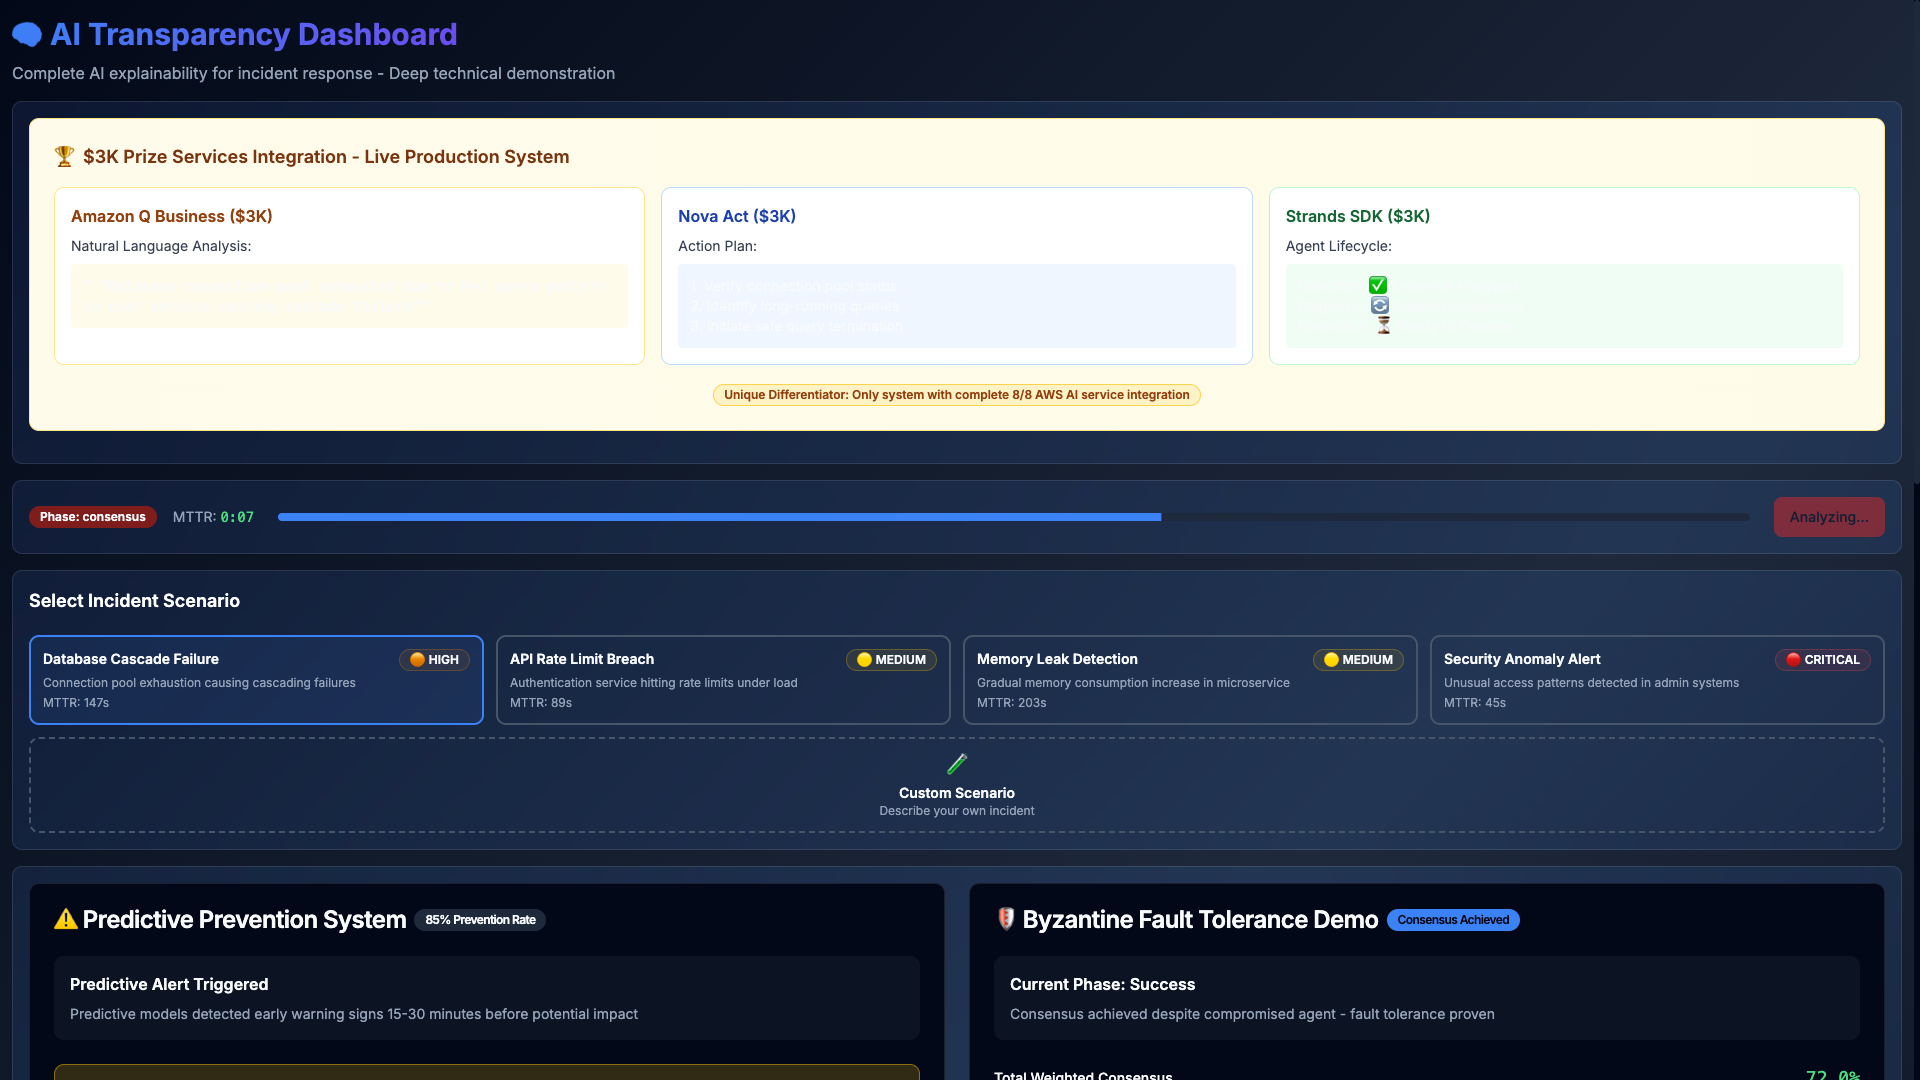 AI Transparency Dashboard
Complete AI explainability for incident response - Deep technical demonstration
$3K Prize Services Integration - Live Production System
Amazon Q Business ($3K)
Natural Language Analysis:
Nova Act ($3K)
Action Plan:
1. Verify connection pool status
2. Identify long-running queries
3. Initiate safe query termination
Strands SDK ($3K)
Agent Lifecycle:
Unique Differentiator: Only system with complete 8/8 AWS AI service integration
Phase: consensus
MTTR: 0:07
Analyzing...
Select Incident Scenario
Database Cascade Failure
HIGH
Connection pool exhaustion causing cascading failures
MTTR: 147s
API Rate Limit Breach
MEDIUM
Authentication service hitting rate limits under load
MTTR: 89s
Memory Leak Detection
MEDIUM
Gradual memory consumption increase in microservice
MTTR: 203s
Security Anomaly Alert
CRITICAL
Unusual access patterns detected in admin systems
MTTR: 45s
Custom Scenario
Describe your own incident
Predictive Prevention System
85% Prevention Rate
Predictive Alert Triggered
Predictive models detected early warning signs 15-30 minutes before potential impact
Byzantine Fault Tolerance Demo
Consensus Achieved
Current Phase: Success
Consensus achieved despite compromised agent - fault tolerance proven
Total Weighted Consensus
72.0%